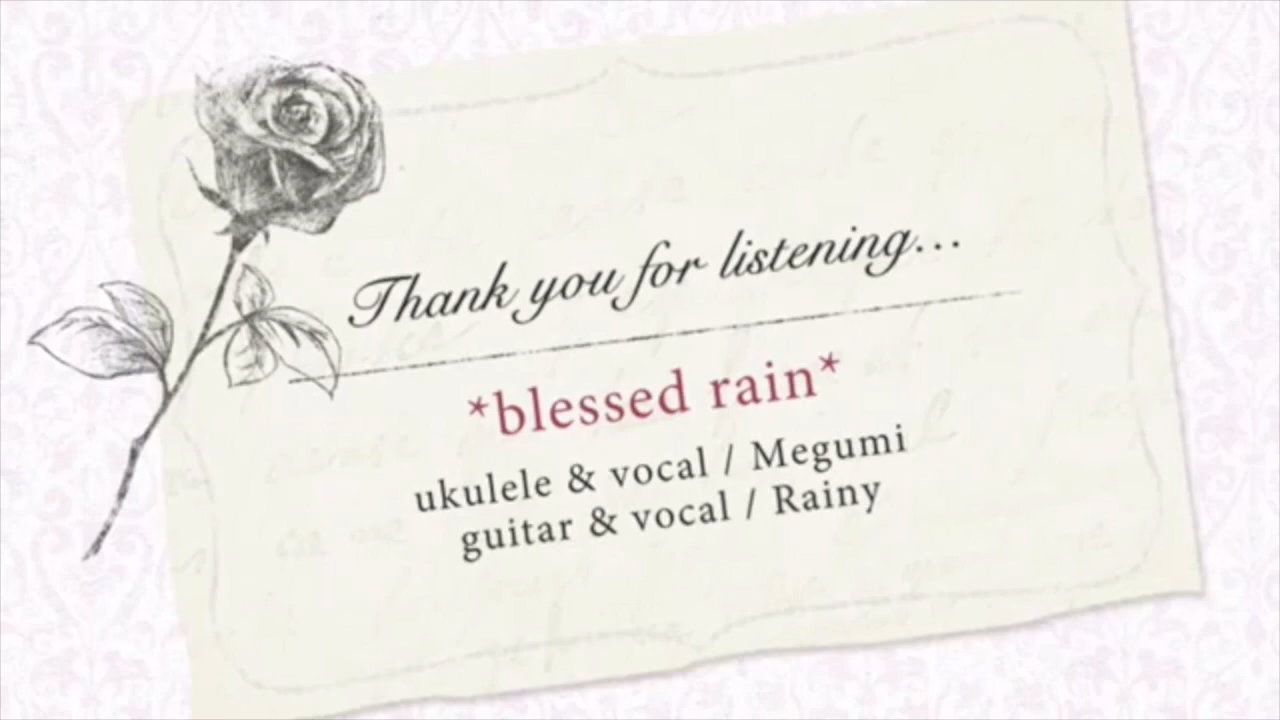 Thank you for listening...
*blessed rain*
ukulele & vocal / Megumi
guitar & vocal / Rainy